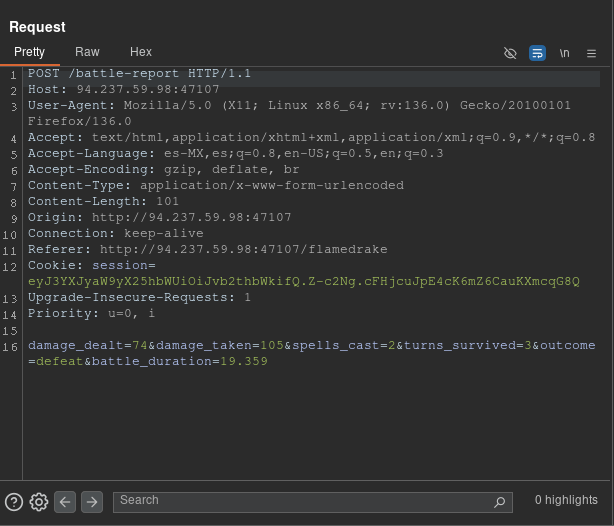 Request
Pretty Raw Hex \n
1 POST /battle-report HTTP/1.1
2 Host: 94.237.59.98:47107
3 User-Agent: Mozilla/5.0 (X11; Linux x86_64; rv:136.0) Gecko/20100101
Firefox/136.0
4 Accept: text/html,application/xhtml+xml,application/xml;q=0.9,*/*;q=0.8
5 Accept-Language: es-MX,es;q=0.8,en-US;q=0.5,en;q=0.3
6 Accept-Encoding: gzip, deflate, br
7 Content-Type: application/x-www-form-urlencoded
8 Content-Length: 101
9 Origin: http://94.237.59.98:47107
10 Connection: keep-alive
11 Referer: http://94.237.59.98:47107/flamedrake
12 Cookie: session=
eyJ3YXJyaW9yX25hbWUiOiJvb2thbWkifQ.Z-c2Ng.cFHjcuJpE4cK6mZ6CauKXmcqG8Q
13 Upgrade-Insecure-Requests: 1
14 Priority: u=0, i
15
16 damage_dealt=74&damage_taken=105&spells_cast=2&turns_survived=3&outcome
=defeat&battle_duration=19.359
Search 0 highlights